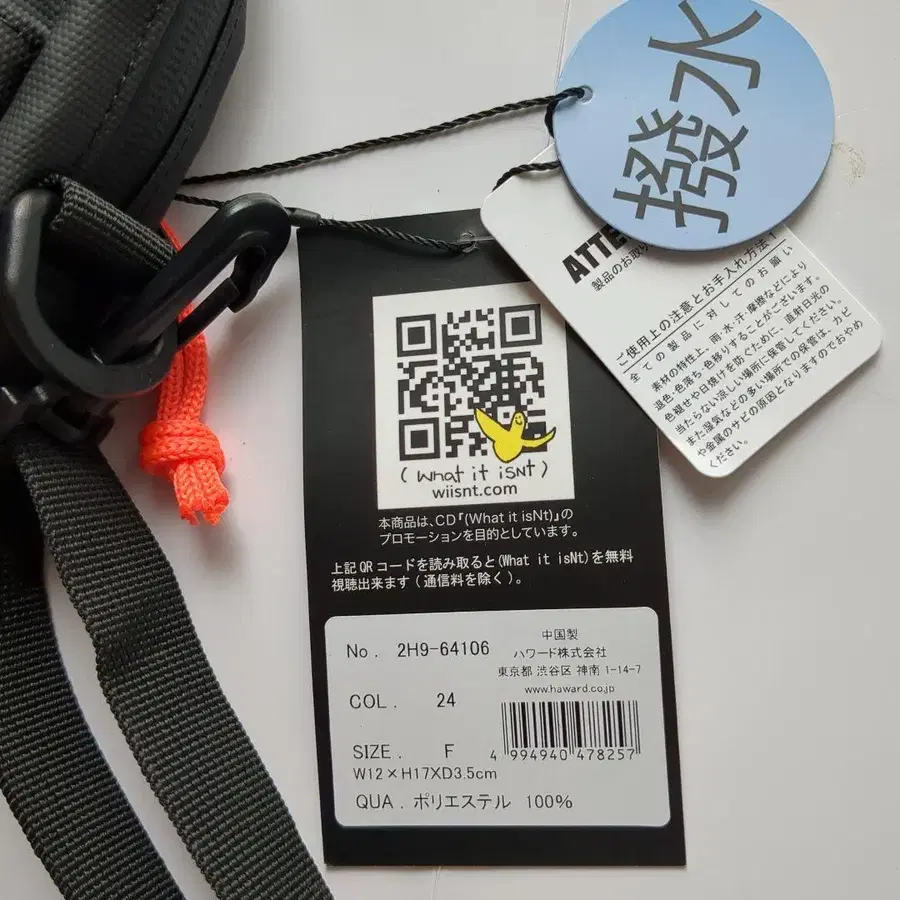 撥水
ATTE
製品のお取
ご使用上の注意とお手入れ方法!
全ての製品に対してのお願い
素材の特性上、雨・水・汗・摩擦などにより
退色・色落ち・色移りすることがございます。
色褪せや日焼けを防ぐために、直射日光の
当たらない涼しい場所に保管してください。
また湿気などの多い場所での保管は、カビ
や金属のサビの原因となりますのでおやめ
ください。
(What it iSNt)
wiisnt.com
本商品は、CD「(What it isNt)」の
プロモーションを目的としています。
上記QRコードを読み取ると(What it isNt)を無料
視聴出来ます(通信料を除く)。
No. 2H9-64106
中国製
ハワード株式会社
東京都 渋谷区 神南 1-14-7
www.haward.co.jp
COL. 24
SIZE. F
4 994940 478257
W12×H17XD3.5cm
QUA. ポリエステル 100%